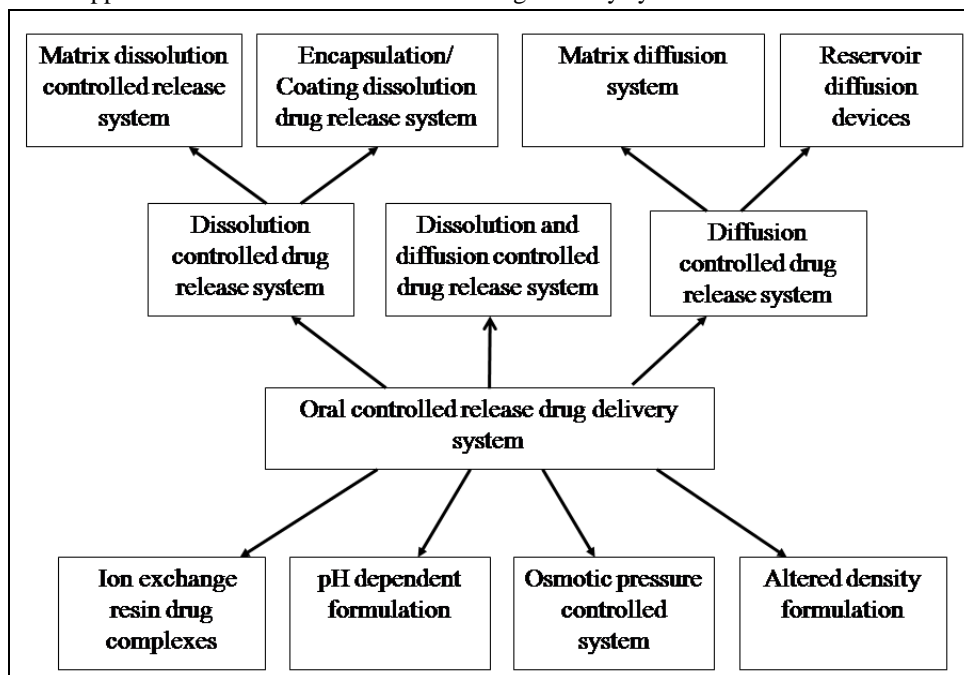 Matrix dissolution
controlled release
system
Encapsulation/
Coating dissolution
drug release system
Matrix diffusion
system
Reservoir
diffusion
devices
Dissolution
controlled drug
release system
Dissolution and
diffusion controlled
drug release system
Diffusion
controlled drug
release system
Oral controlled release drug delivery
system
Ion exchange
resin drug
complexes
pH dependent
formulation
Osmotic pressure
controlled
system
Altered density
formulation